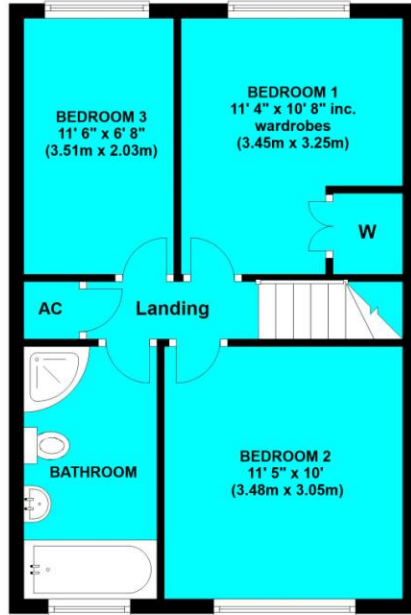 BEDROOM 3
11' 6" x 6' 8"
(3.51m x 2.03m)
BEDROOM 1
11' 4" x 10' 8" inc.
wardrobes
(3.45m x 3.25m)
W
AC
Landing
BATHROOM
BEDROOM 2
11' 5" x 10'
(3.48m x 3.05m)